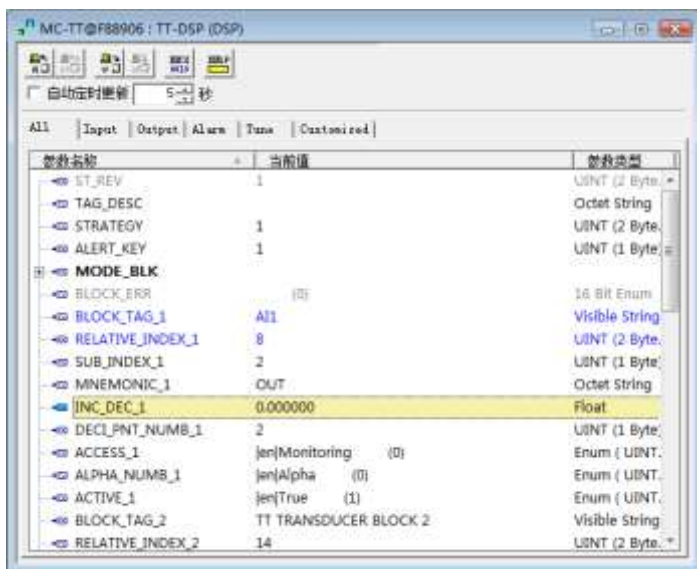 MC-TT@F88906 : TT-DSP (DSP)
自动定时更新 5 秒
All Input Output Alarm Tune Customized
参数名称 当前值 参数类型
ST_REV 1 UINT (2 Byte.
TAG_DESC Octet String
STRATEGY 1 UINT (2 Byte.
ALERT_KEY 1 UINT (1 Byte)
MODE_BLK
BLOCK_ERR (0) 16 Bit Enum
BLOCK_TAG_1 AI1 Visible String
RELATIVE_INDEX_1 8 UINT (2 Byte.
SUB_INDEX_1 2 UINT (1 Byte)
MNEMONIC_1 OUT Octet String
INC_DEC_1 0.000000 Float
DECI_PNT_NUMB_1 2 UINT (1 Byte)
ACCESS_1 |en|Monitoring (0) Enum ( UINT.
ALPHA_NUMB_1 |en|Alpha (0) Enum ( UINT.
ACTIVE_1 |en|True (1) Enum ( UINT.
BLOCK_TAG_2 TT TRANSDUCER BLOCK 2 Visible String
RELATIVE_INDEX_2 14 UINT (2 Byte.